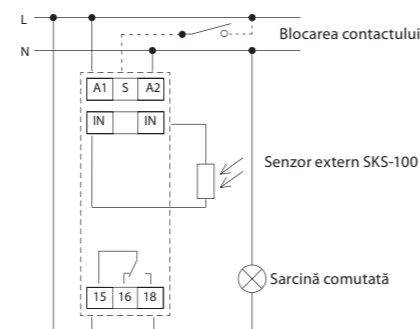 L
Blocarea contactului
N
A1 S A2
IN IN
Senzor extern SKS-100
Sarcină comutată
15 16 18